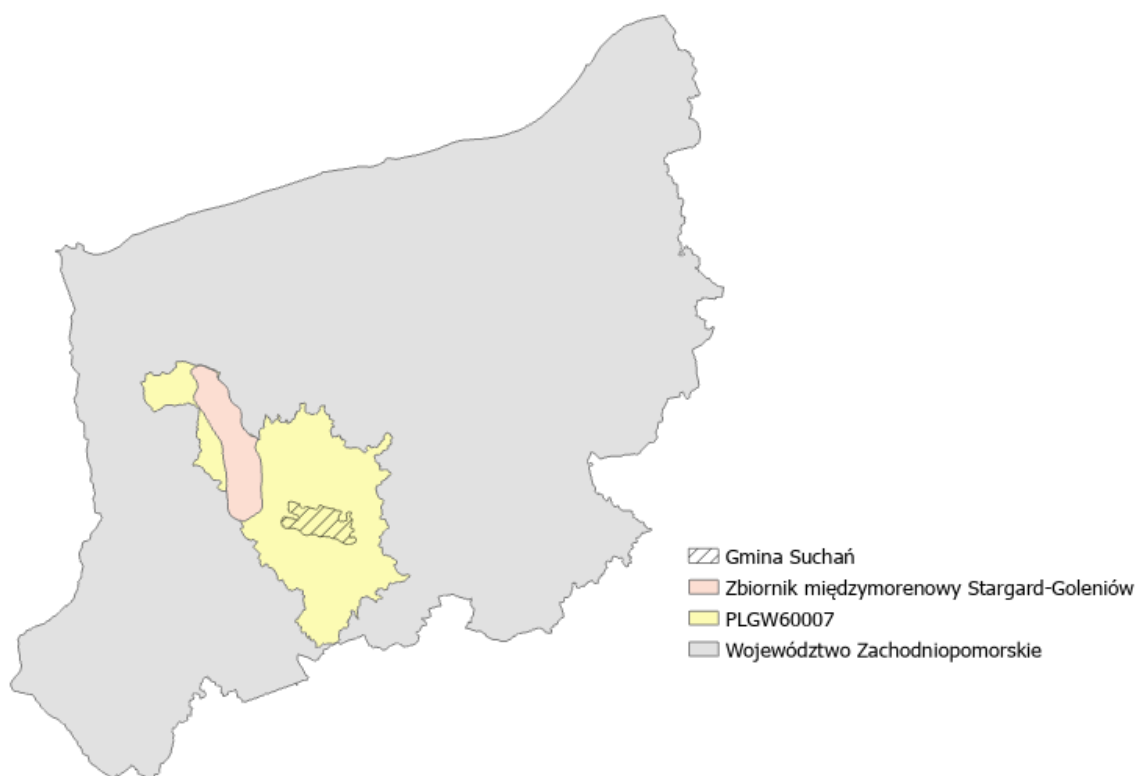 Gmina Suchań
Zbiornik międzymorenowy Stargard-Goleniów
PLGW60007
Województwo Zachodniopomorskie